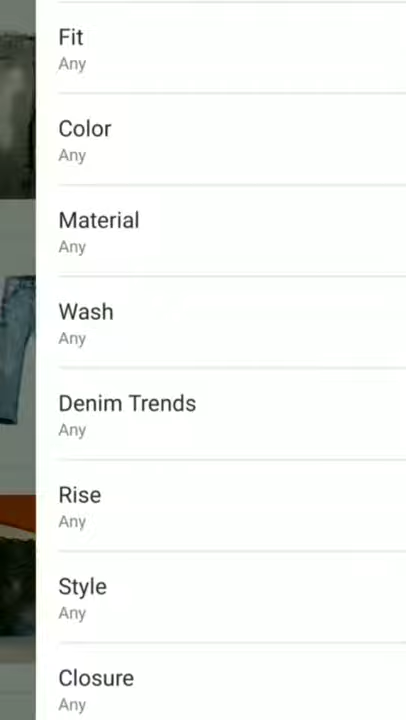 Fit
Any
Color
Any
Material
Any
Wash
Any
Denim Trends
Any
Rise
Any
Style
Any
Closure
Any